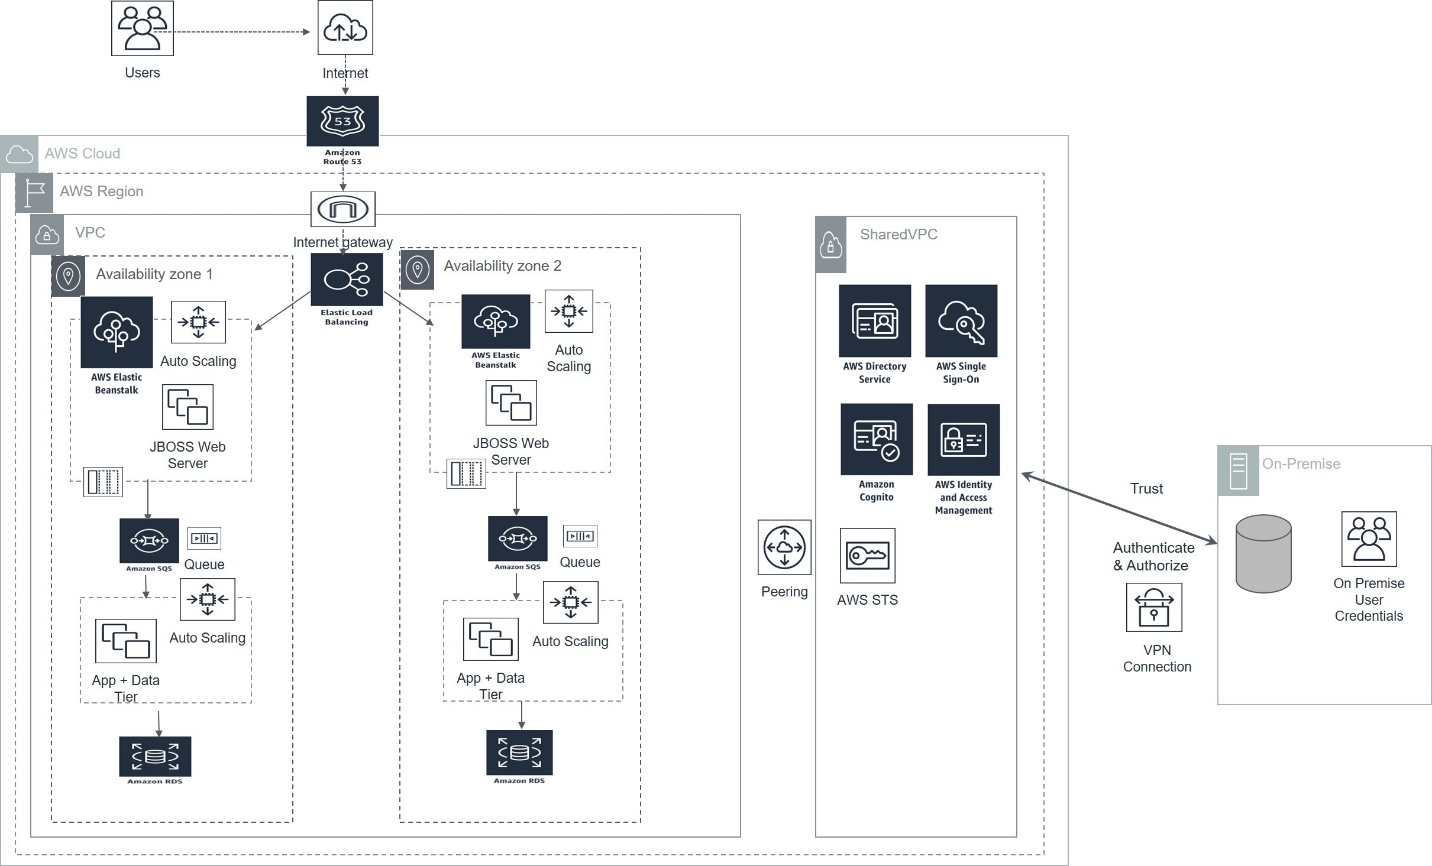 Users
Internet
53
Amazon
Route 53
AWS Cloud
AWS Region
Internet gateway
VPC
Elastic Load
Balancing
Availability zone 1
AWS Elastic
Beanstalk
Auto Scaling
JBOSS Web
Server
Amazon SQS
Queue
Auto Scaling
App + Data
Tier
Amazon RDS
Availability zone 2
AWS Elastic
Beanstalk
Auto
Scaling
JBOSS Web
Server
Amazon SQS
Queue
Auto Scaling
App + Data
Tier
Amazon RDS
Peering
SharedVPC
AWS Directory
Service
AWS Single
Sign-On
Amazon
Cognito
AWS Identity
and Access
Management
AWS STS
Trust
Authenticate
& Authorize
VPN
Connection
On-Premise
On Premise
User
Credentials